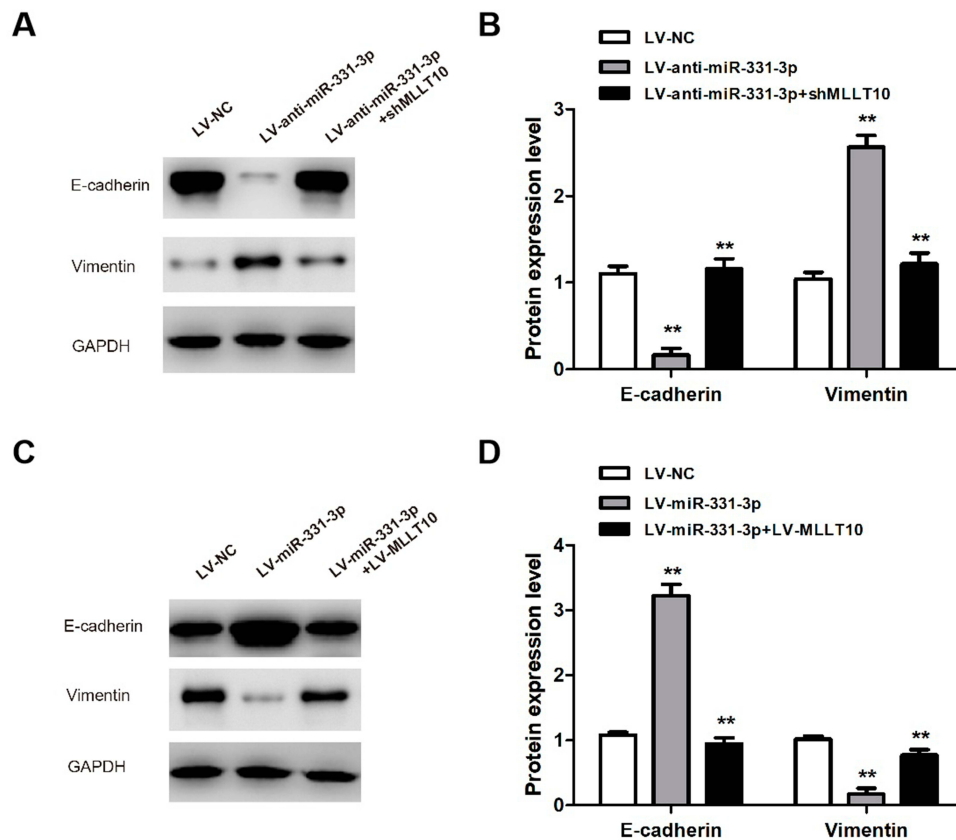 A
LV-NC
LV-anti-miR-331-3p
LV-anti-miR-331-3p
+shMLLT10
E-cadherin
Vimentin
GAPDH
B
LV-NC
LV-anti-miR-331-3p
LV-anti-miR-331-3p+shMLLT10
Protein expression level
3
2
1
0
**
**
**
**
E-cadherin
Vimentin
C
LV-NC
LV-miR-331-3p
LV-miR-331-3p
+LV-MLLT10
E-cadherin
Vimentin
GAPDH
D
LV-NC
LV-miR-331-3p
LV-miR-331-3p+LV-MLLT10
Protein expression level
4
3
2
1
0
**
**
**
**
E-cadherin
Vimentin